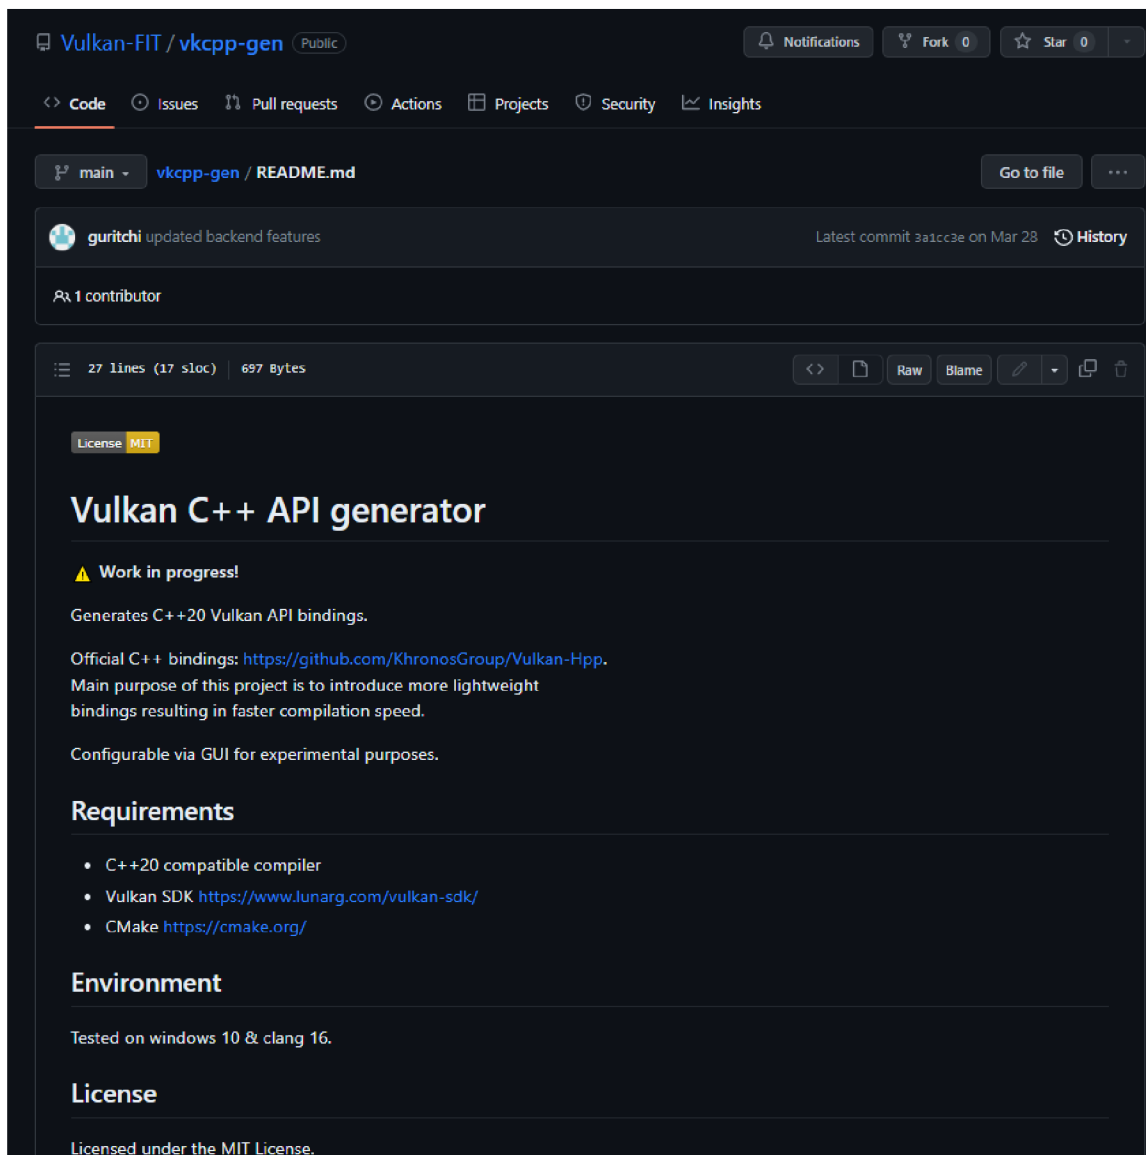 Vulkan-FIT / vkcpp-gen Public Notifications Fork 0 Star 0
Code Issues Pull requests Actions Projects Security Insights
main vkcpp-gen / README.md Go to file ...
guritchi updated backend features Latest commit 3a1cc3e on Mar 28 History
1 contributor
27 lines (17 sloc) 697 Bytes <> Raw Blame
License MIT
Vulkan C++ API generator
Work in progress!
Generates C++20 Vulkan API bindings.
Official C++ bindings: https://github.com/KhronosGroup/Vulkan-Hpp.
Main purpose of this project is to introduce more lightweight
bindings resulting in faster compilation speed.
Configurable via GUI for experimental purposes.
Requirements
• C++20 compatible compiler
• Vulkan SDK https://www.lunarg.com/vulkan-sdk/
• CMake https://cmake.org/
Environment
Tested on windows 10 & clang 16.
License
Licensed under the MIT License.